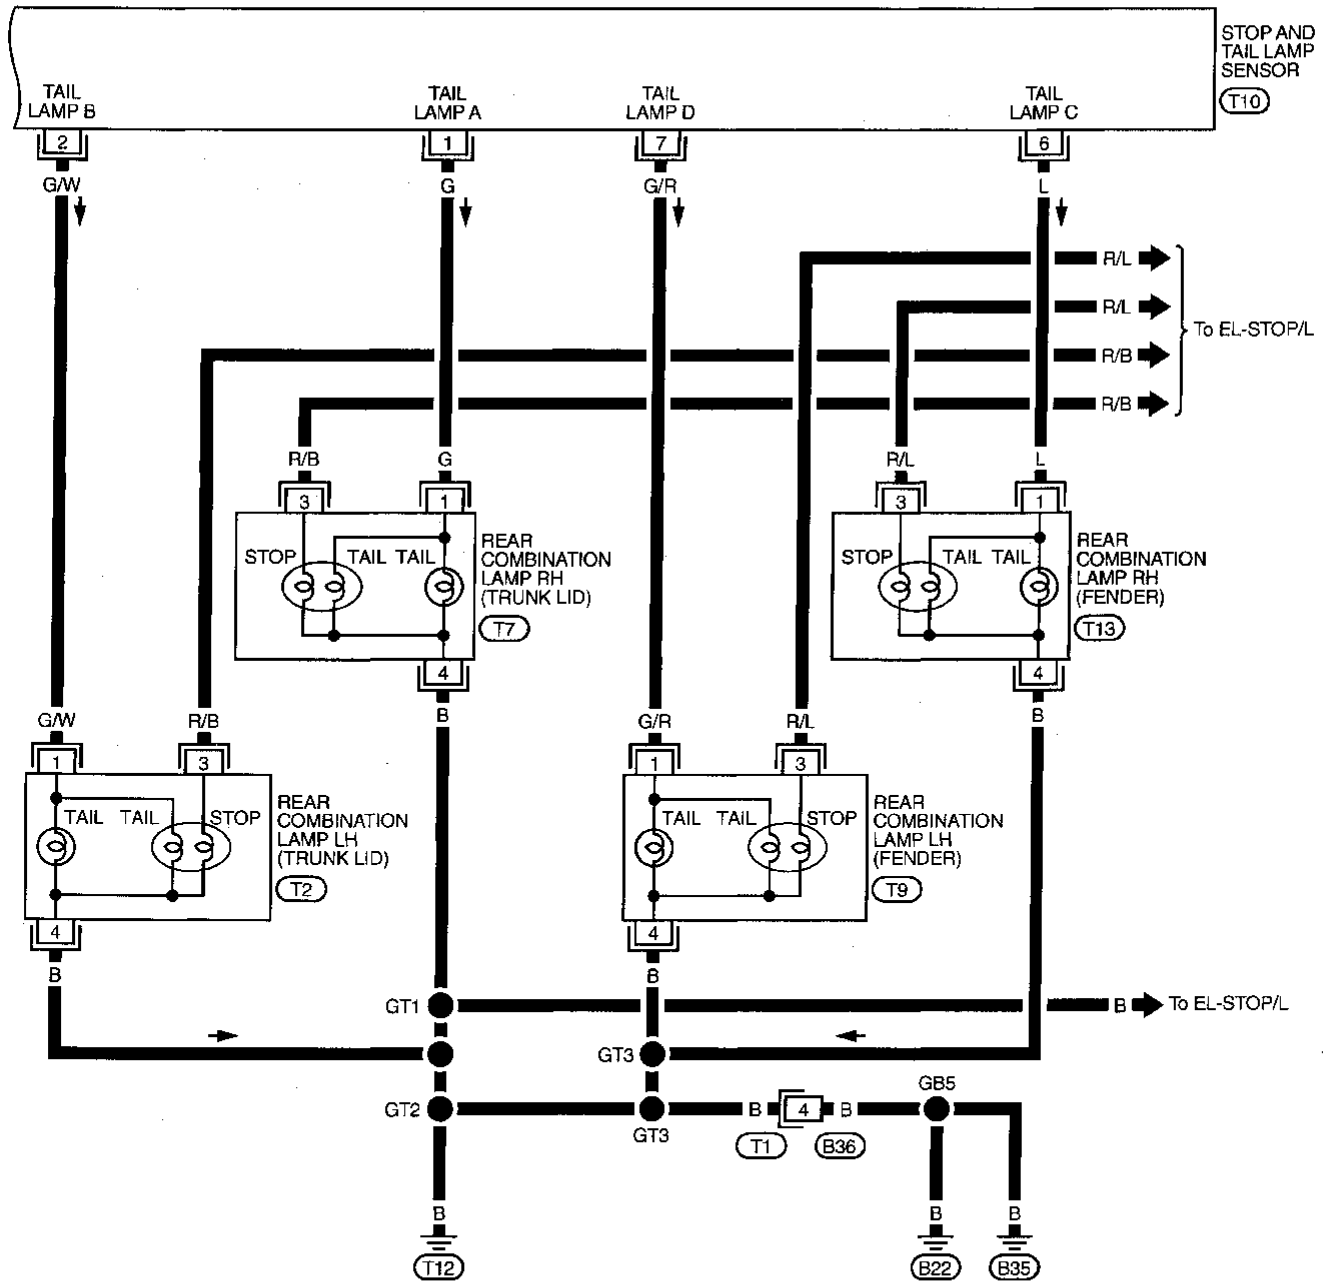 STOP AND
TAIL LAMP
SENSOR
T10
TAIL
LAMP B
TAIL
LAMP A
TAIL
LAMP D
TAIL
LAMP C
2
1
7
6
G/W
G
G/R
L
R/L
R/L
To EL-STOP/L
R/B
R/B
R/B
G
R/L
L
3
1
3
1
STOP
TAIL
TAIL
REAR
COMBINATION
LAMP RH
(TRUNK LID)
T7
STOP
TAIL
TAIL
REAR
COMBINATION
LAMP RH
(FENDER)
T13
4
4
B
B
G/W
R/B
G/R
R/L
1
3
1
3
TAIL
TAIL
STOP
REAR
COMBINATION
LAMP LH
(TRUNK LID)
T2
TAIL
TAIL
STOP
REAR
COMBINATION
LAMP LH
(FENDER)
T9
4
4
B
B
GT1
B
To EL-STOP/L
GT3
GT2
GT3
B
4
B
GB5
T1
B36
B
B
B
T12
B22
B35